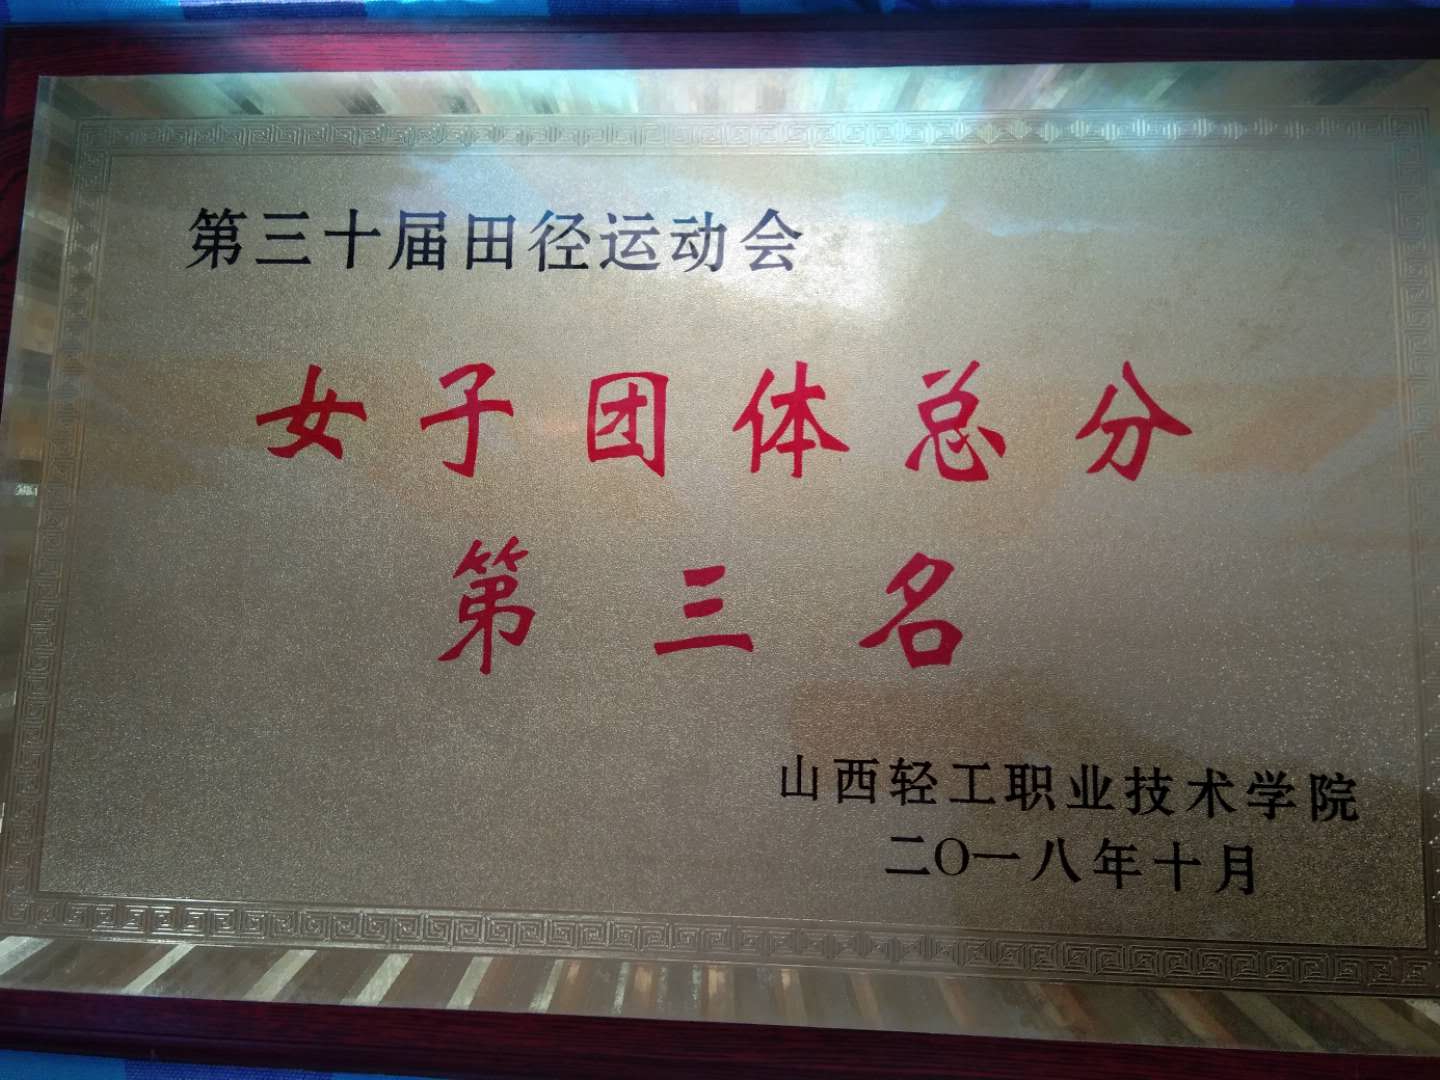 第三十届田径运动会
女子团体总分
第三名
山西轻工职业技术学院
二〇一八年十月